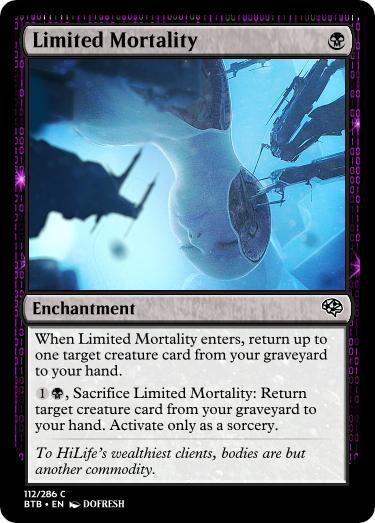 Limited Mortality
Enchantment
When Limited Mortality enters, return up to
one target creature card from your graveyard
to your hand.
1, Sacrifice Limited Mortality: Return
target creature card from your graveyard to
your hand. Activate only as a sorcery.
To HiLife's wealthiest clients, bodies are but
another commodity.
112/286 C
BTB • EN DOFRESH